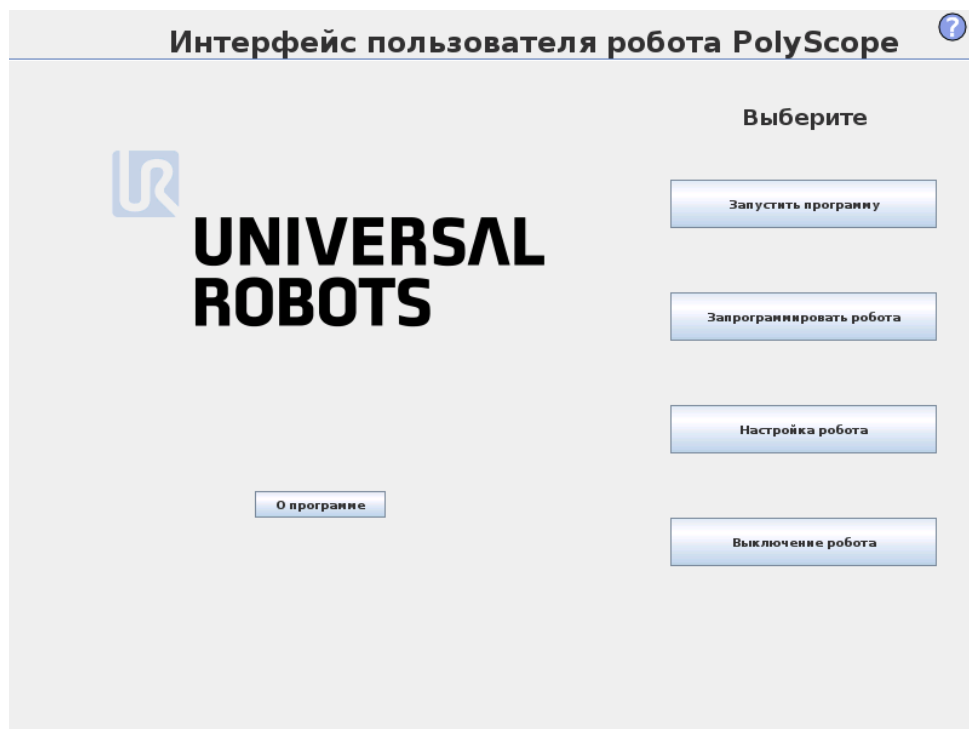 Интерфейс пользователя робота PolyScope
?
Выберите
UR
UNIVERSAL
ROBOTS
Запустить программу
Запрограммировать робота
Настройка робота
О программе
Выключение робота